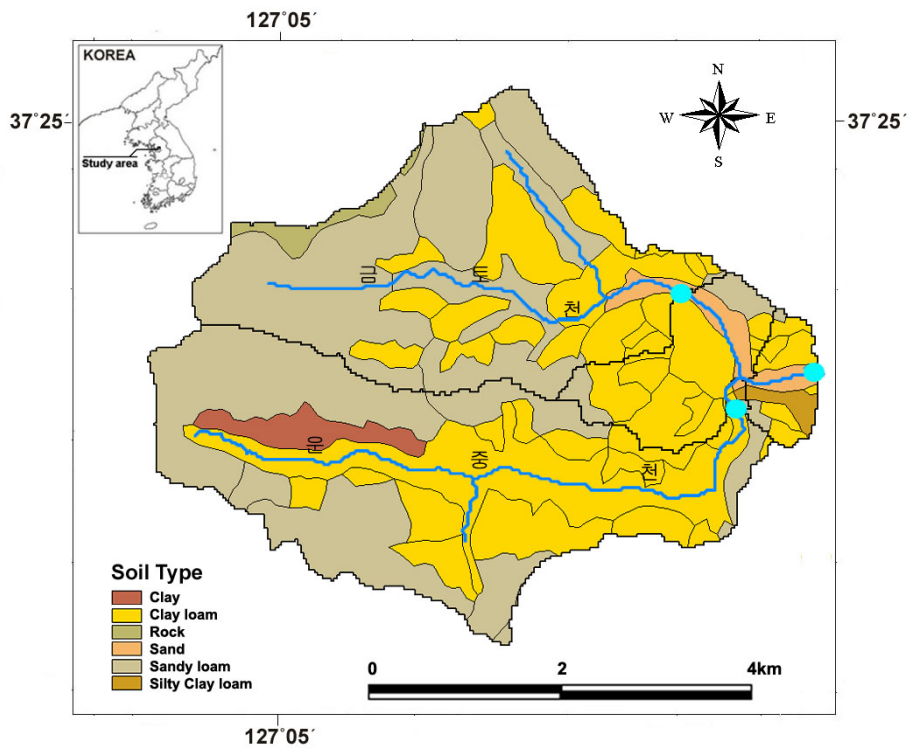 127°05′
KOREA
Study area
37°25′
37°25′
N
W
E
S
금 토 천
운 중 천
Soil Type
Clay
Clay loam
Rock
Sand
Sandy loam
Silty Clay loam
0 2 4km
127°05′